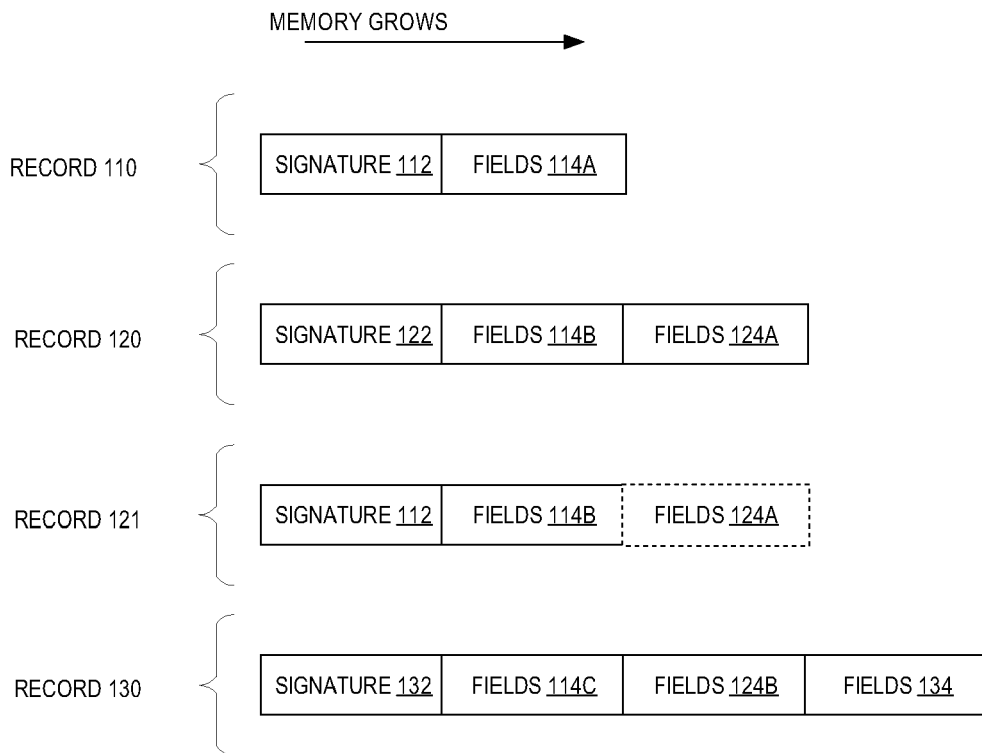 MEMORY GROWS
RECORD 110 SIGNATURE 112 FIELDS 114A
RECORD 120 SIGNATURE 122 FIELDS 114B FIELDS 124A
RECORD 121 SIGNATURE 112 FIELDS 114B FIELDS 124A
RECORD 130 SIGNATURE 132 FIELDS 114C FIELDS 124B FIELDS 134